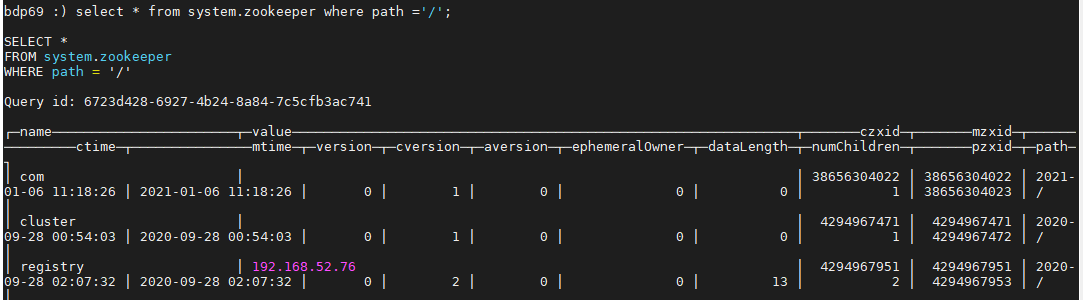 bdp69 :) select * from system.zookeeper where path ='/';
SELECT *
FROM system.zookeeper
WHERE path = '/'
Query id: 6723d428-6927-4b24-8a84-7c5cfb3ac741
┌─name───────────────────────┬─value──────────────────────────────────────────────────────────────┬───────czxid─┬───────mzxid─┬──────
─────────ctime─┬───────────────mtime─┬─version─┬─cversion─┬─aversion─┬─ephemeralOwner─┬─dataLength─┬─numChildren─┬───────pzxid─┬─path─
┐
│ com                        │                                                                    │ 38656304022 │ 38656304022 │ 2021-
01-06 11:18:26 │ 2021-01-06 11:18:26 │       0 │        1 │        0 │              0 │          0 │           1 │ 38656304023 │ /
│
│ cluster                    │                                                                    │  4294967471 │  4294967471 │ 2020-
09-28 00:54:03 │ 2020-09-28 00:54:03 │       0 │        1 │        0 │              0 │          0 │           1 │  4294967472 │ /
│
│ registry                   │ 192.168.52.76                                                      │  4294967951 │  4294967951 │ 2020-
09-28 02:07:32 │ 2020-09-28 02:07:32 │       0 │        2 │        0 │              0 │         13 │           2 │  4294967953 │ /
│